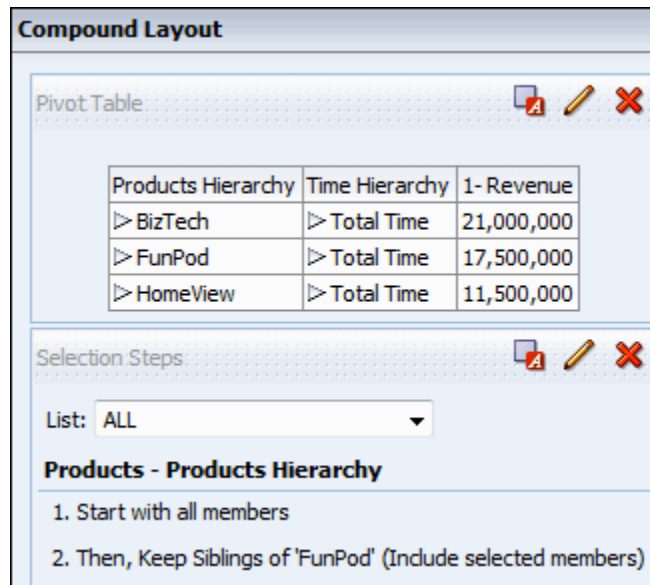 Compound Layout
Pivot Table
Products Hierarchy Time Hierarchy 1- Revenue
BizTech Total Time 21,000,000
FunPod Total Time 17,500,000
HomeView Total Time 11,500,000
Selection Steps
List: ALL
Products - Products Hierarchy
1. Start with all members
2. Then, Keep Siblings of 'FunPod' (Include selected members)